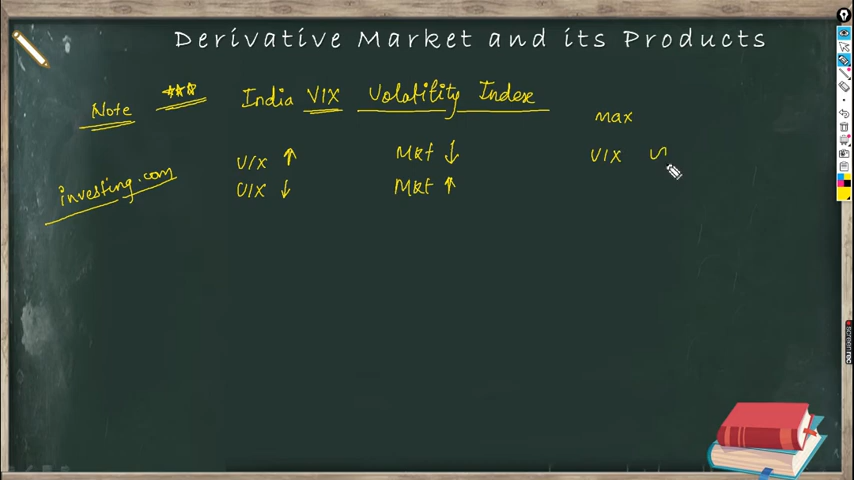 Derivative Market and its Products
Note *** India VIX Volatility Index
max
VIX ↑ Mkt ↓ VIX
investing.com
VIX ↓ Mkt ↑